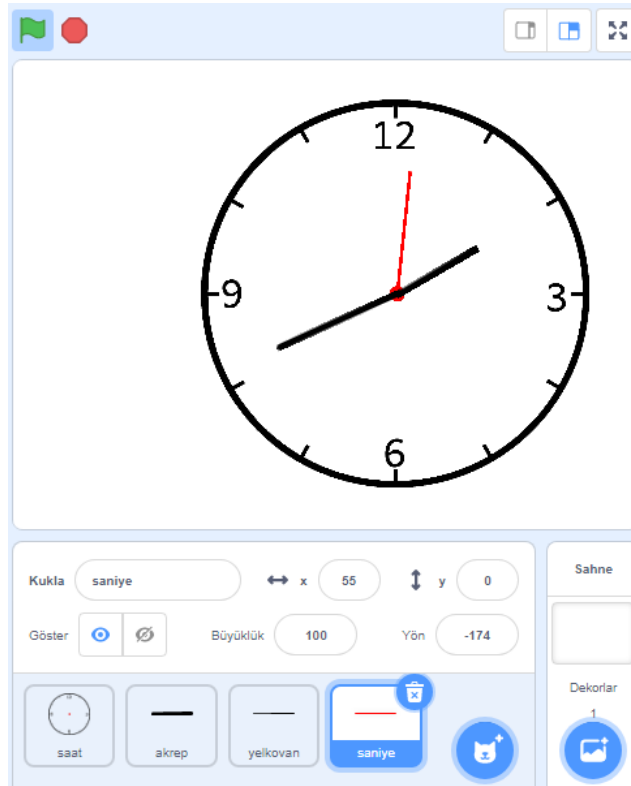 12
9
3
6
Kukla saniye x 55 y 0
Göster Büyüklük 100 Yön -174
saat akrep yelkovan saniye
Sahne
Dekorlar
1